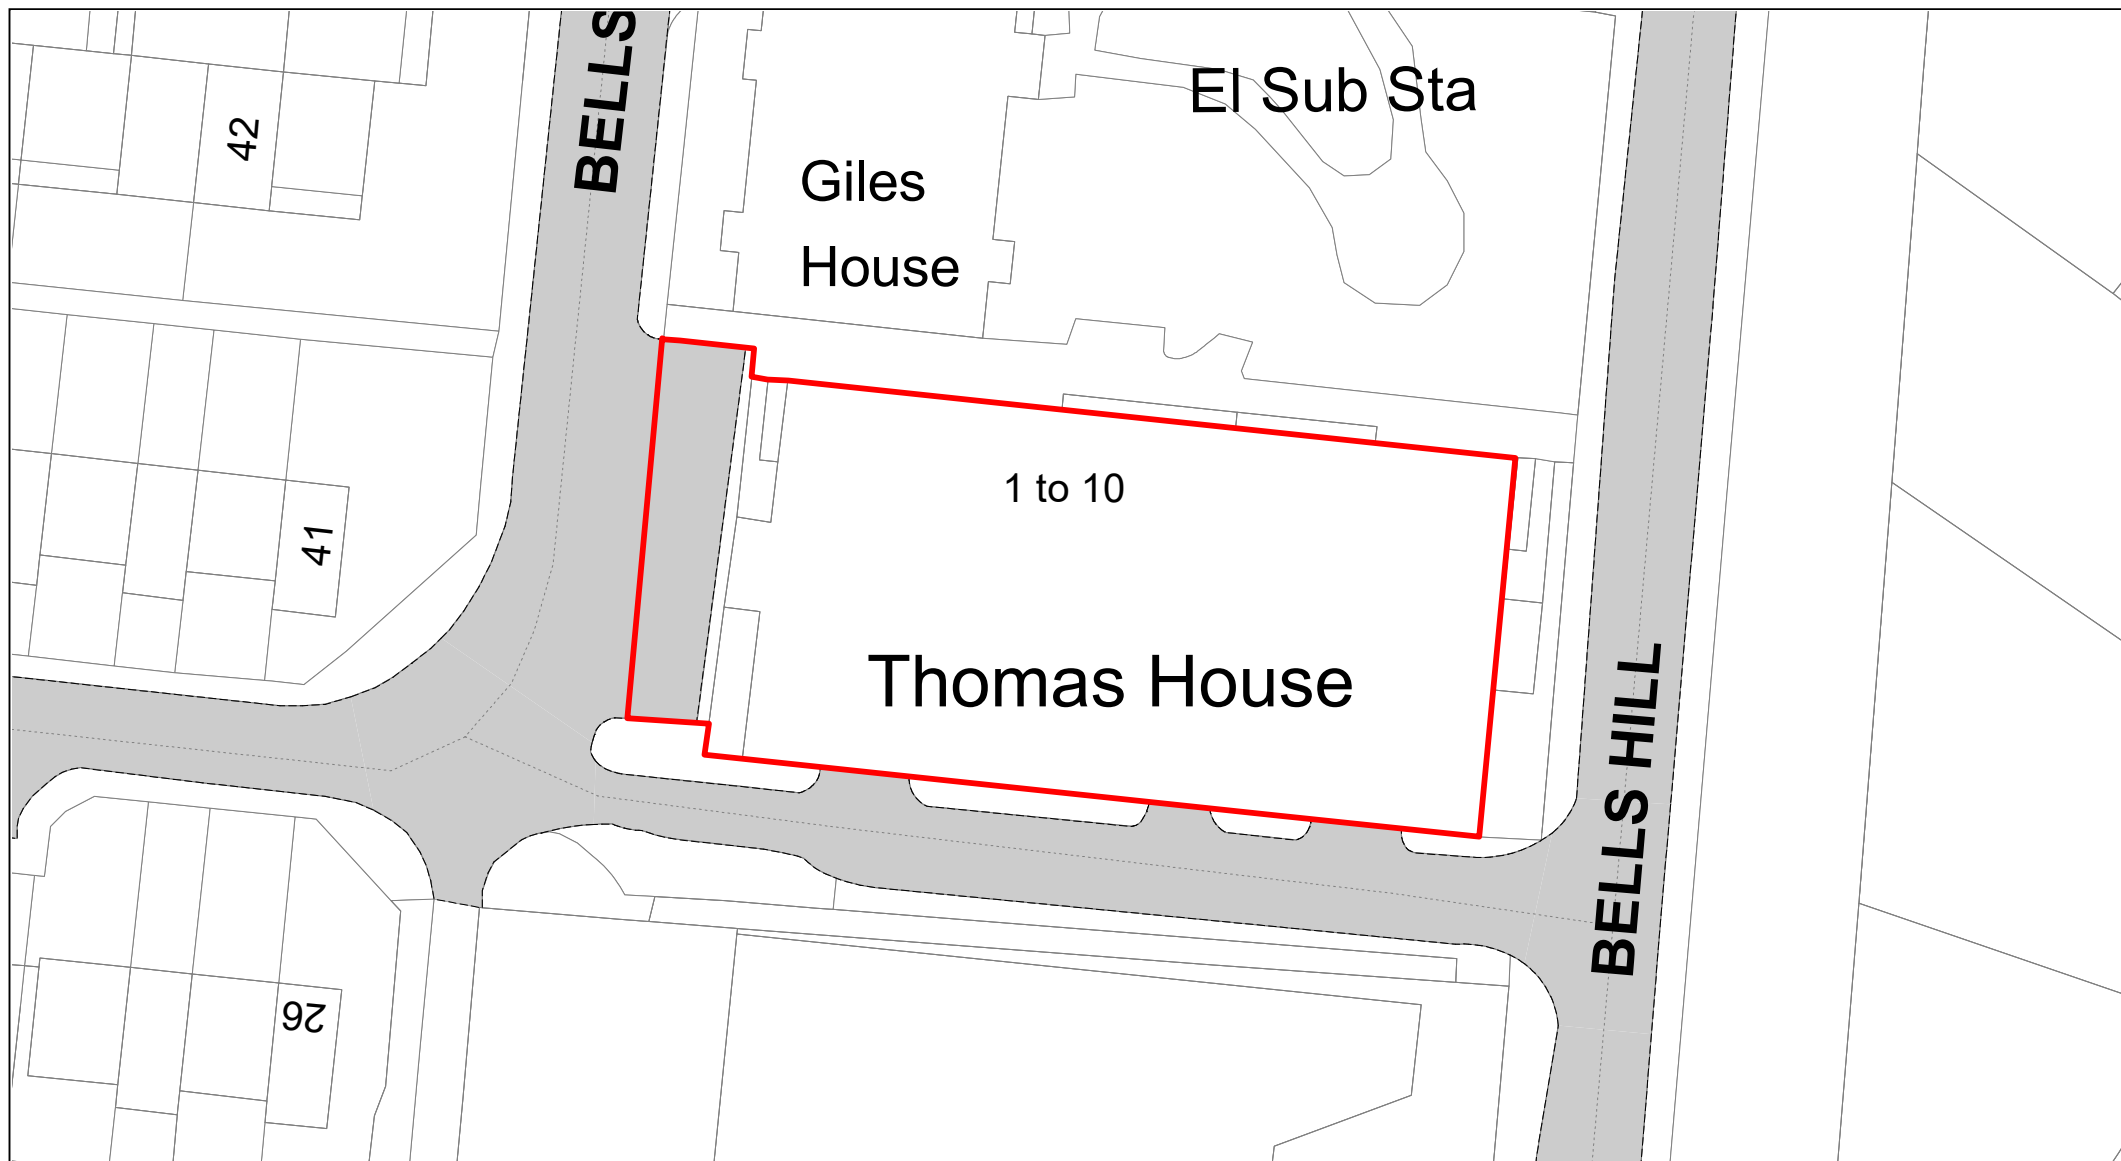 BELLS
El Sub Sta
42
Giles
House
1 to 10
41
Thomas House
BELLS HILL
26